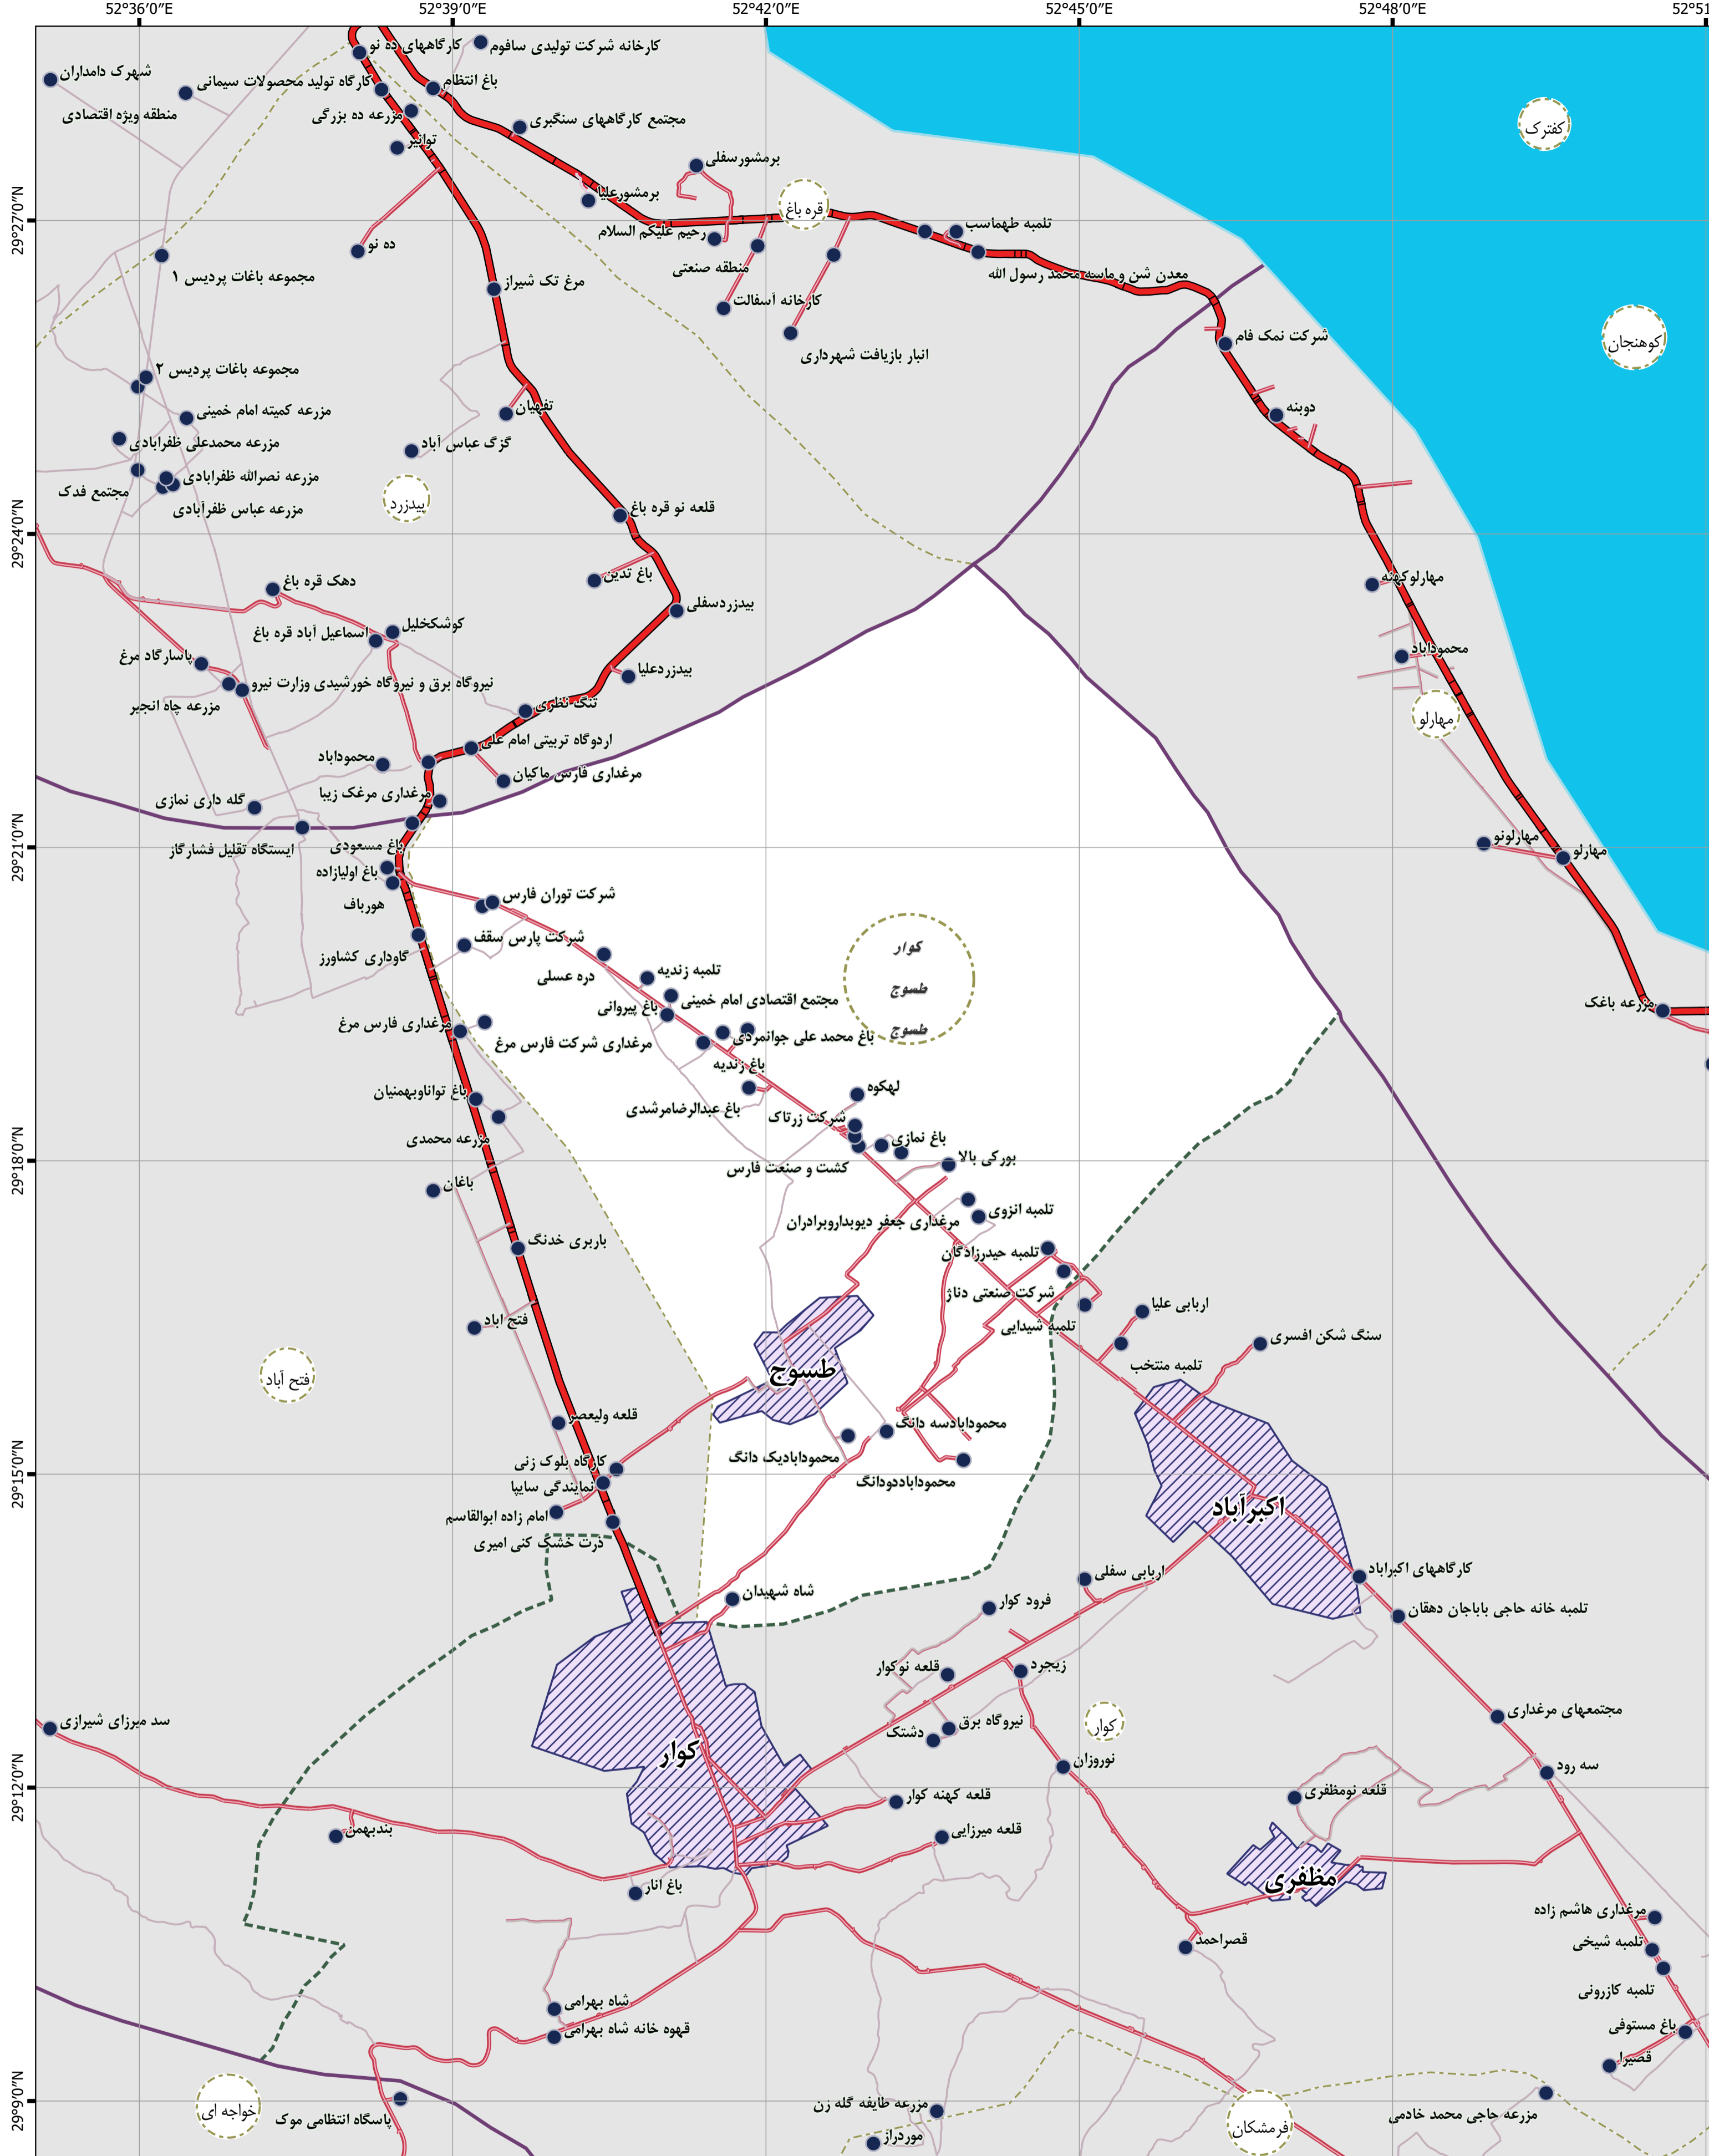 52°36'0"E
52°39'0"E
52°42'0"E
52°45'0"E
52°48'0"E
52°51
کارگاههای ده نو
کارخانه شرکت تولیدی سافوم
شهرک دامداران
کارگاه تولید محصولات سیمانی
باغ انتظام
منطقه ویژه اقتصادی
مزرعه ده بزرگی
مجتمع کارگاههای سنگبری
کفترک
توانیر
برمشورسفلی
برمشورعلیا
قره باغ
29°27'0"N
تلمبه طهماسب
رحیم علیکم السلام
ده نو
منطقه صنعتی
معدن شن و ماسه محمد رسول الله
مجموعه باغات پردیس ۱
مرغ تک شیراز
کارخانه آسفالت
شرکت نمک فام
کوهنجان
انبار بازیافت شهرداری
مجموعه باغات پردیس ۲
مزرعه کمیته امام خمینی
تفهیان
دوبنه
مزرعه محمدعلی ظفرابادی
گزگ عباس آباد
مزرعه نصرالله ظفرابادی
مجتمع فدک
بیدزرد
مزرعه عباس ظفرآبادی
قلعه نو قره باغ
29°24'0"N
باغ تدین
دهک قره باغ
مهارلوکهنه
بیدزردسفلی
کوشکخلیل
اسماعیل آباد قره باغ
محموداباد
پاسارگاد مرغ
بیدزردعلیا
نیروگاه برق و نیروگاه خورشیدی وزارت نیرو
مزرعه چاه انجیر
تنگ نظری
مهارلو
اردوگاه تربیتی امام علی
محموداباد
مرغداری فارس ماکیان
مرغداری مرغک زیبا
گله داری نمازی
29°21'0"N
ایستگاه تقلیل فشارگاز
باغ مسعودی
مهارلونو
مهارلو
باغ اولیازاده
شرکت توران فارس
هورباف
شرکت پارس سقف
کوار
گاوداری کشاورز
دره عسلی
تلمبه زندیه
طسوج
مجتمع اقتصادی امام خمینی
باغ پیروانی
مزرعه باغک
مرغداری فارس مرغ
طسوج
باغ محمد علی جوانمردی
مرغداری شرکت فارس مرغ
باغ زندیه
باغ تواناوبهمنیان
لهکوه
باغ عبدالرضامرشدی
شرکت زرتاک
مزرعه محمدی
باغ نمازی
29°18'0"N
کشت و صنعت فارس
بورکی بالا
باغان
تلمبه انزوی
مرغداری جعفر دیوبداروبرادران
باربری خدنگ
تلمبه حیدرزادگان
شرکت صنعتی دناژ
اربابی علیا
فتح اباد
تلمبه شیدایی
سنگ شکن افسری
تلمبه منتخب
طسوج
فتح آباد
قلعه ولیعصر
محمودابادسه دانگ
محمودابادیک دانگ
کارگاه بلوک زنی
29°15'0"N
محموداباددودانگ
نمایندگی سایپا
اکبرآباد
امام زاده ابوالقاسم
ذرت خشک کنی امیری
اربابی سفلی
کارگاههای اکبراباد
شاه شهیدان
فرود کوار
تلمبه خانه حاجی باباجان دهقان
قلعه نوکوار
زیجرد
مجتمعهای مرغداری
سد میرزای شیرازی
نیروگاه برق
دشتک
کوار
کوار
نوروزان
سه رود
29°12'0"N
قلعه کهنه کوار
قلعه نومظفری
بندبهمن
قلعه میرزایی
مظفری
باغ انار
مرغداری هاشم زاده
قصراحمد
تلمبه شیخی
تلمبه کازرونی
شاه بهرامی
باغ مستوفی
قهوه خانه شاه بهرامی
قصیرا
29°9'0"N
خواجه ای
پاسگاه انتظامی موک
مزرعه طایفه گله زن
مزرعه حاجی محمد خادمی
فرمشکان
موردراز